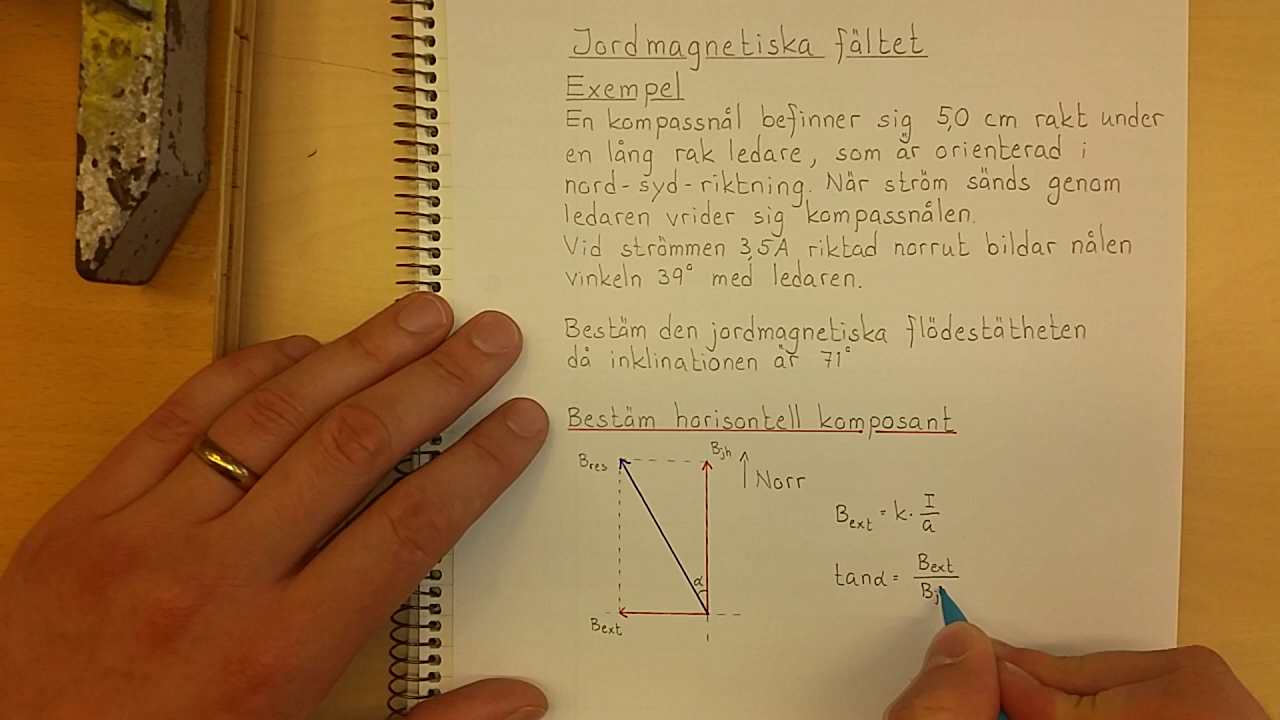 Jordmagnetiska fältet
Exempel
En kompassnål befinner sig 5,0 cm rakt under
en lång rak ledare, som är orienterad i
nord-syd-riktning. När ström sänds genom
ledaren vrider sig kompassnålen.
Vid strömmen 3,5A riktad norrut bildar nålen
vinkeln 39° med ledaren.
Bestäm den jordmagnetiska flödestätheten
då inklinationen är 71°
Bestäm horisontell komposant
Bres
Bjh
Norr
α
Bext
Bext = k · I/a
tanα = Bext/Bj